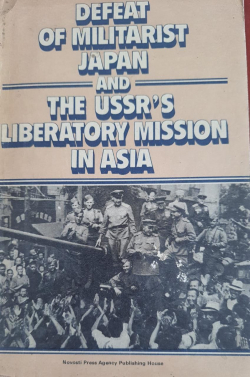 DEFEAT
OF MILITARIST
JAPAN
AND
THE USSR'S
LIBERATORY MISSION
IN ASIA
Novosti Press Agency Publishing House